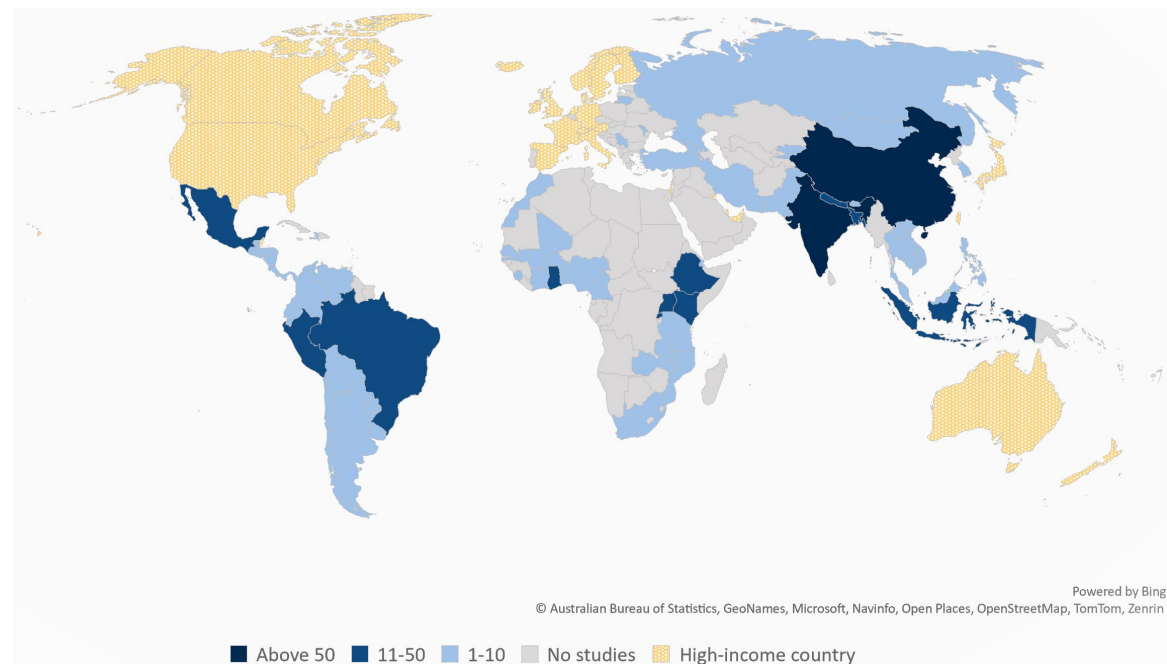 Powered by Bing
© Australian Bureau of Statistics, GeoNames, Microsoft, Navinfo, Open Places, OpenStreetMap, TomTom, Zenrin
Above 50 11-50 1-10 No studies High-income country